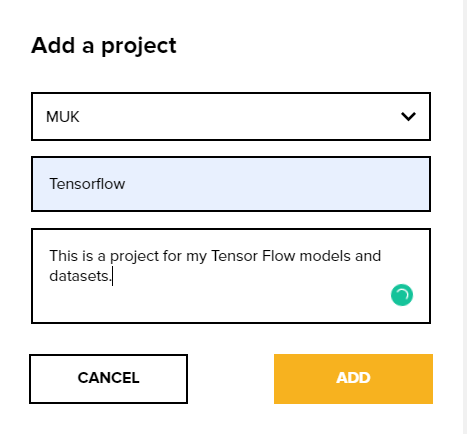 Add a project
MUK
Tensorflow
This is a project for my Tensor Flow models and
datasets.
CANCEL
ADD